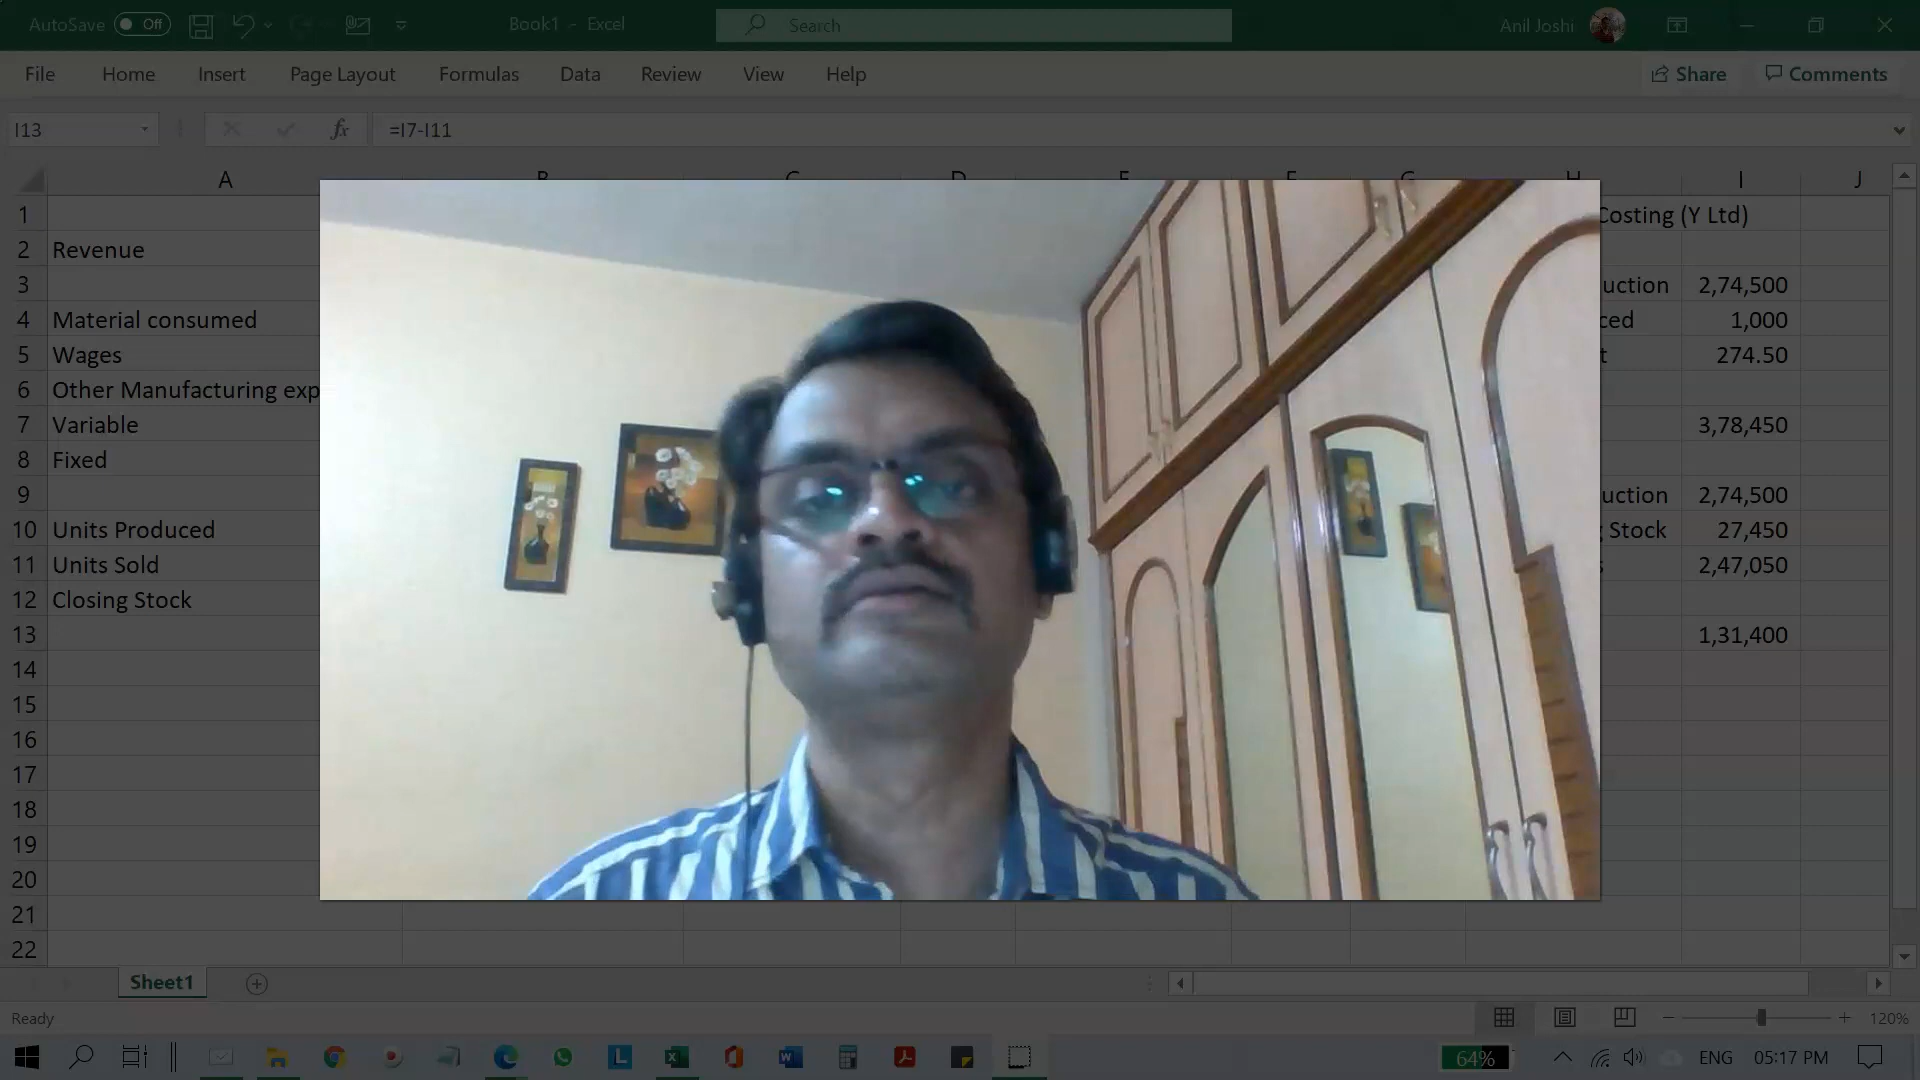 AutoSave Off Book1 - Excel Search Anil Joshi
File Home Insert Page Layout Formulas Data Review View Help Share Comments
I13 fx =I7-I11
A I J
1 Costing (Y Ltd)
2 Revenue
3 uction 2,74,500
4 Material consumed ced 1,000
5 Wages t 274.50
6 Other Manufacturing exp
7 Variable 3,78,450
8 Fixed
9 uction 2,74,500
10 Units Produced g Stock 27,450
11 Units Sold s 2,47,050
12 Closing Stock
13 1,31,400
14
15
16
17
18
19
20
21
22
Sheet1
Ready 120%
64% ENG 05:17 PM